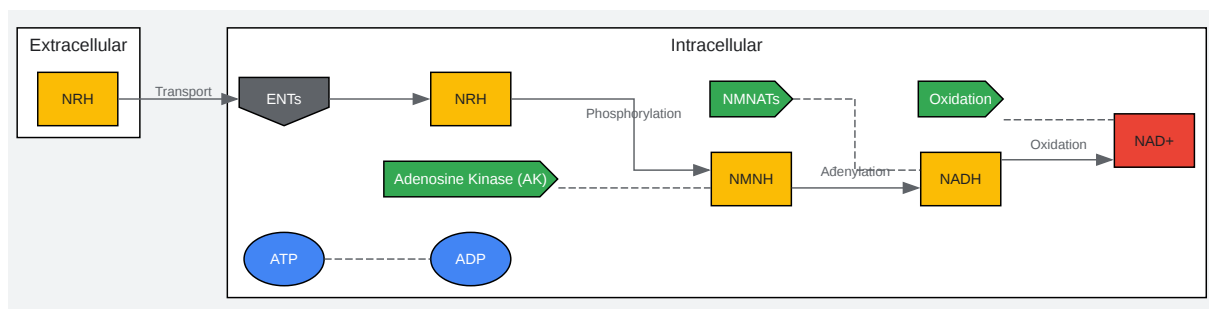 Extracellular
Intracellular
NRH
Transport
ENTs
NRH
Phosphorylation
NMNATs
Oxidation
NAD+
Oxidation
Adenosine Kinase (AK)
NMNH
Adenylation
NADH
ATP
ADP